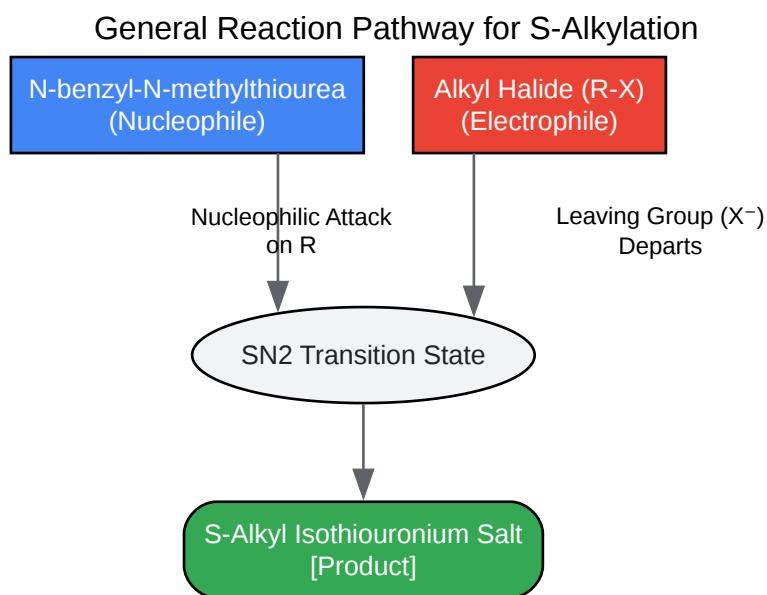 General Reaction Pathway for S-Alkylation
N-benzyl-N-methylthiourea
(Nucleophile)
Alkyl Halide (R-X)
(Electrophile)
Nucleophilic Attack
on R
Leaving Group (X⁻)
Departs
SN2 Transition State
S-Alkyl Isothiouronium Salt
[Product]